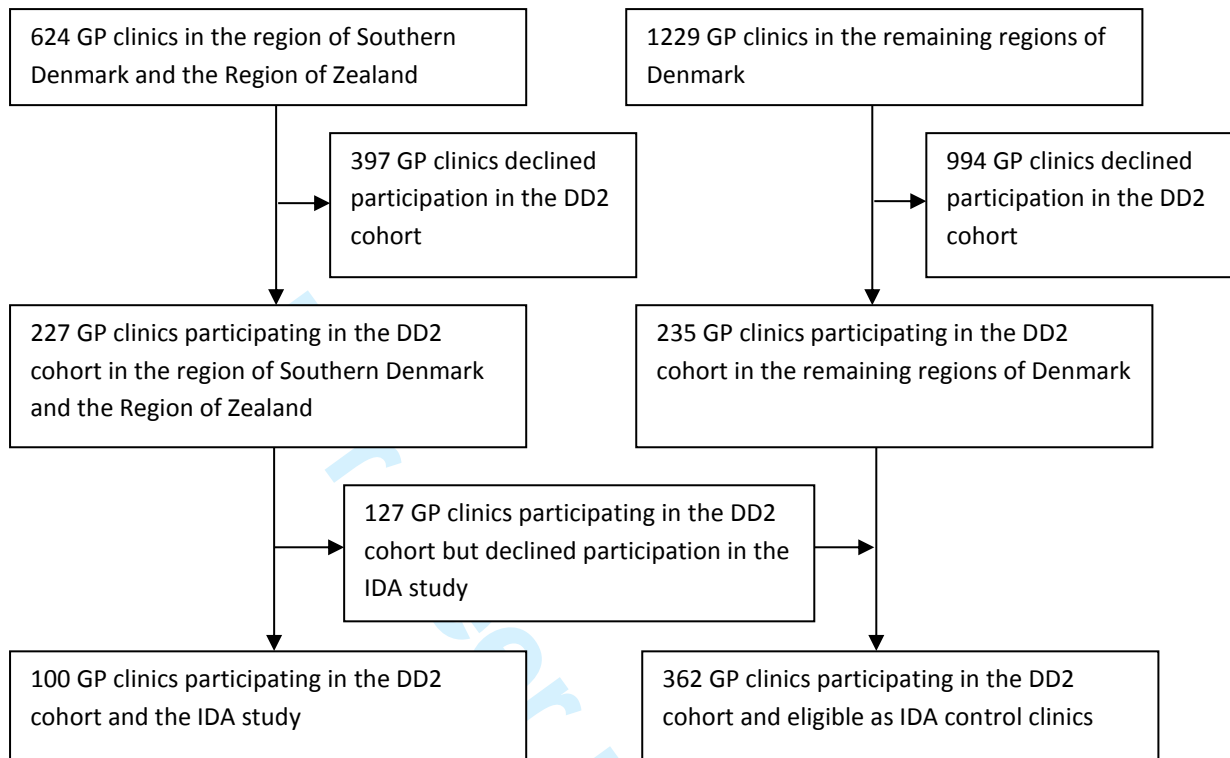 624 GP clinics in the region of Southern
Denmark and the Region of Zealand
1229 GP clinics in the remaining regions of
Denmark
397 GP clinics declined
participation in the DD2
cohort
994 GP clinics declined
participation in the DD2
cohort
227 GP clinics participating in the DD2
cohort in the region of Southern Denmark
and the Region of Zealand
235 GP clinics participating in the DD2
cohort in the remaining regions of Denmark
127 GP clinics participating in the DD2
cohort but declined participation in the
IDA study
100 GP clinics participating in the DD2
cohort and the IDA study
362 GP clinics participating in the DD2
cohort and eligible as IDA control clinics